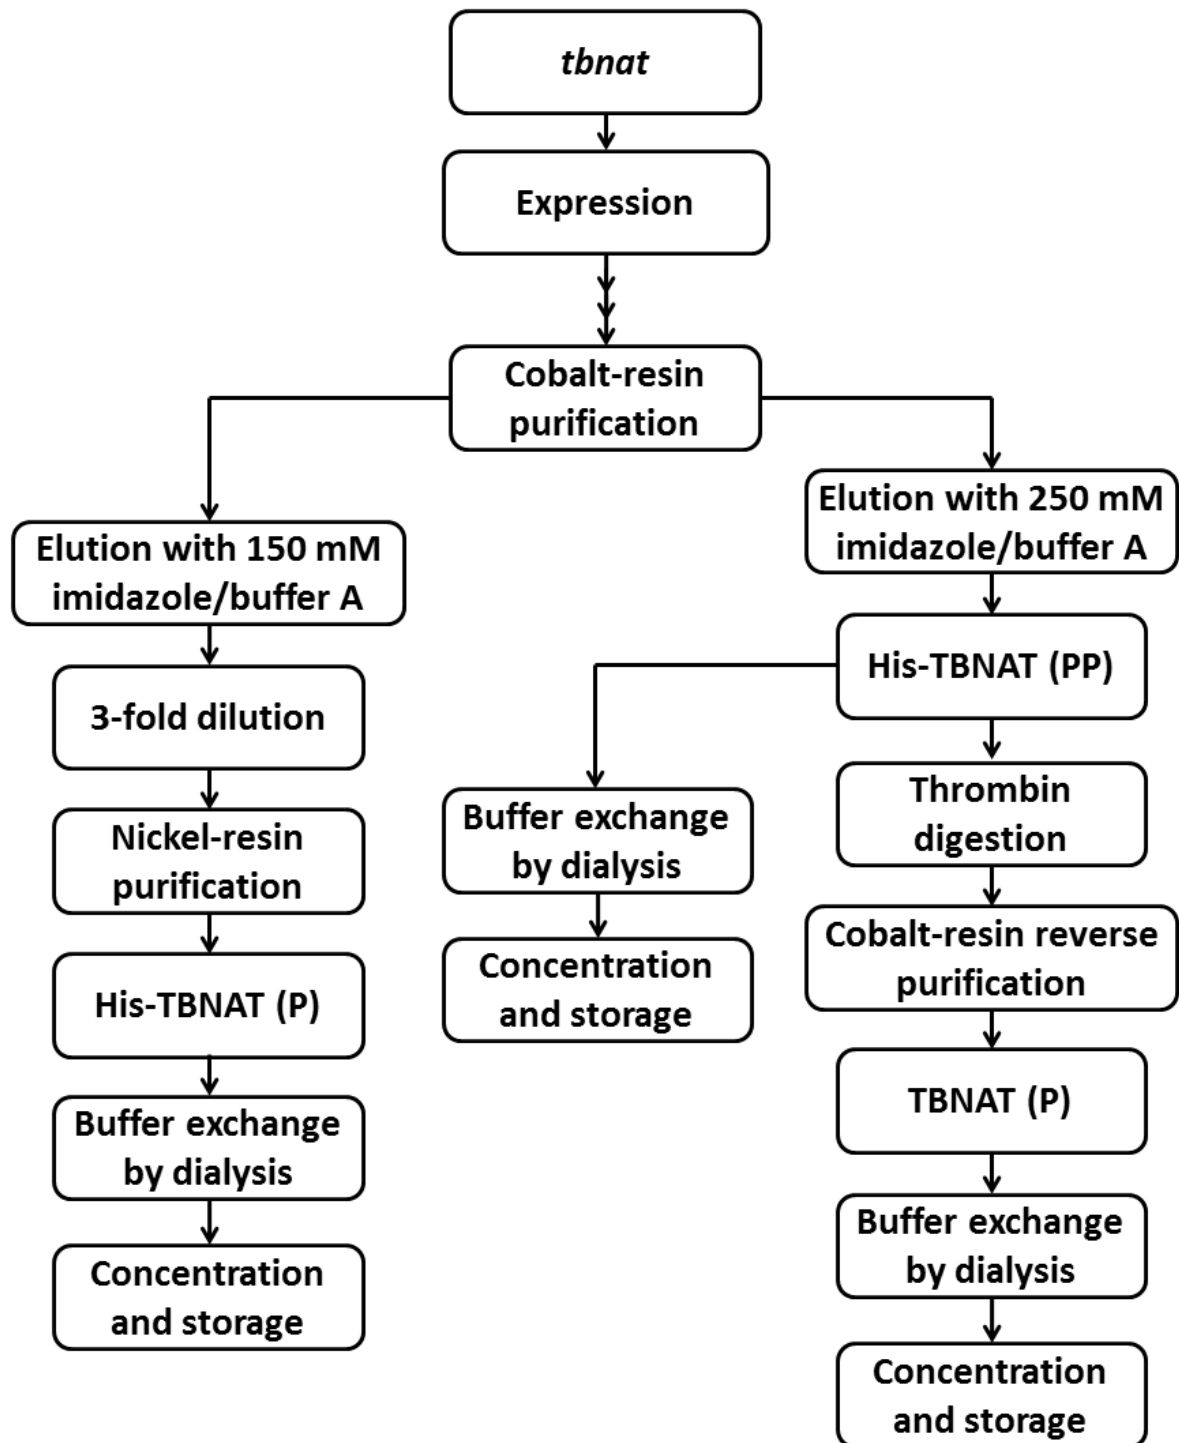 tbnat
Expression
Cobalt-resin
purification
Elution with 150 mM
imidazole/buffer A
3-fold dilution
Nickel-resin
purification
His-TBNAT (P)
Buffer exchange
by dialysis
Concentration
and storage
Elution with 250 mM
imidazole/buffer A
His-TBNAT (PP)
Buffer exchange
by dialysis
Concentration
and storage
Thrombin
digestion
Cobalt-resin reverse
purification
TBNAT (P)
Buffer exchange
by dialysis
Concentration
and storage